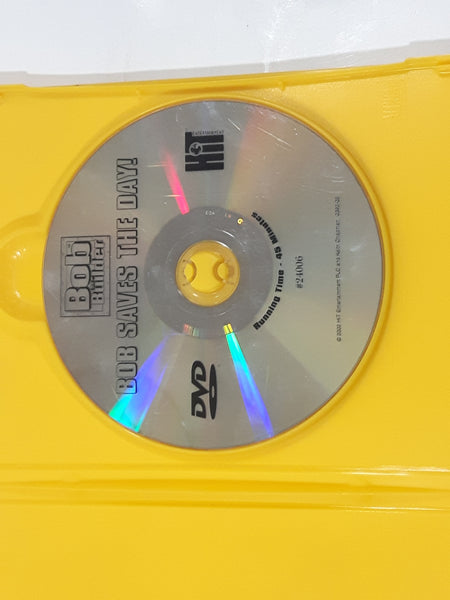 Bob
the Builder
BOB SAVES THE DAY!
HiT
ENTERTAINMENT
DVD
Running Time - 45 Minutes
#24006